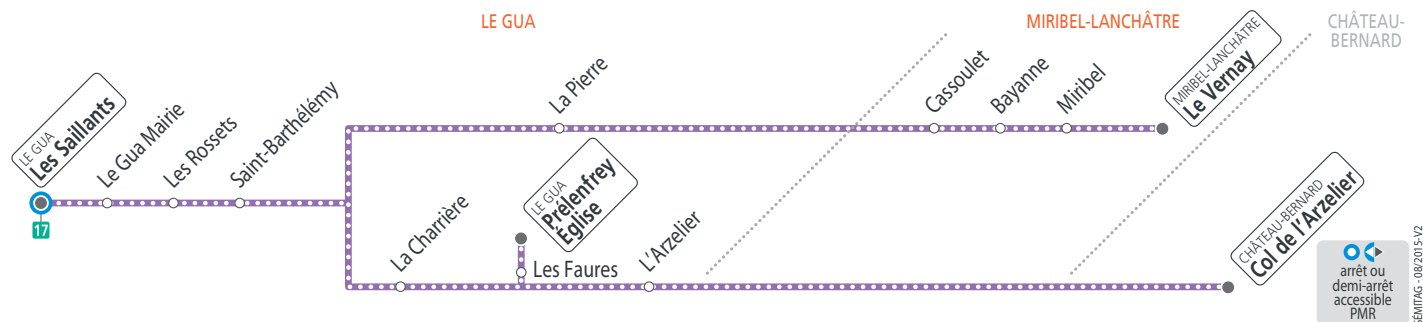 LE GUA
MIRIBEL-LANCHÂTRE
CHÂTEAU-
BERNARD
LE GUA
Les Saillants
17
Le Gua Mairie
Les Rossets
Saint-Barthélémy
La Pierre
Cassoulet
Bayanne
Miribel
MIRIBEL-LANCHÂTRE
Le Vernay
La Charrière
LE GUA
Prélenfrey
Église
Les Faures
L'Arzelier
CHÂTEAU-BERNARD
Col de l'Arzelier
arrêt ou
demi-arrêt
accessible
PMR
SÉMITAG - 08/2015-V2